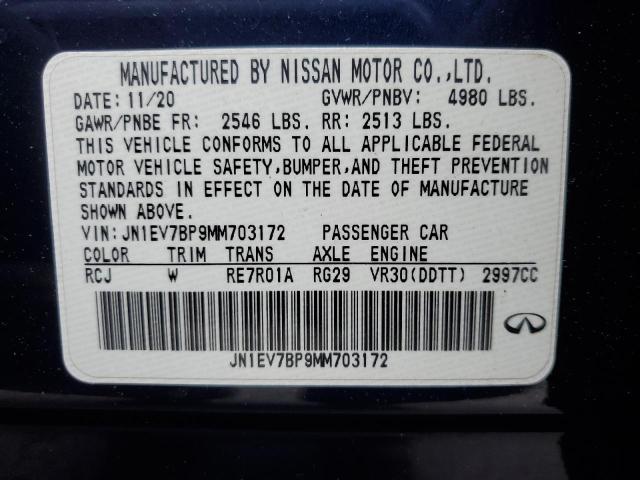 MANUFACTURED BY NISSAN MOTOR CO.,LTD.
DATE: 11/20 GVWR/PNBV: 4980 LBS.
GAWR/PNBE FR: 2546 LBS. RR: 2513 LBS.
THIS VEHICLE CONFORMS TO ALL APPLICABLE FEDERAL
MOTOR VEHICLE SAFETY,BUMPER,AND THEFT PREVENTION
STANDARDS IN EFFECT ON THE DATE OF MANUFACTURE
SHOWN ABOVE.
VIN:JN1EV7BP9MM703172 PASSENGER CAR
COLOR TRIM TRANS AXLE ENGINE
RCJ W RE7R01A RG29 VR30(DDTT) 2997CC
JN1EV7BP9MM703172